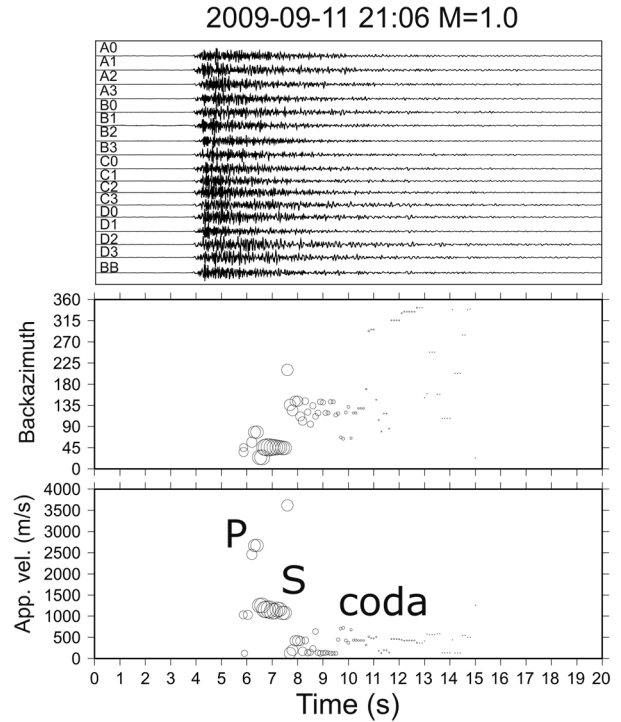 2009-09-11 21:06 M=1.0
A0
A1
A2
A3
B0
B1
B2
B3
C0
C1
C2
C3
D0
D1
D2
D3
BB
360
315
270
225
180
135
90
45
0
Backazimuth
4000
3500
3000
2500
2000
1500
1000
500
0
App. vel. (m/s)
P
S
coda
0 1 2 3 4 5 6 7 8 9 10 11 12 13 14 15 16 17 18 19 20
Time (s)